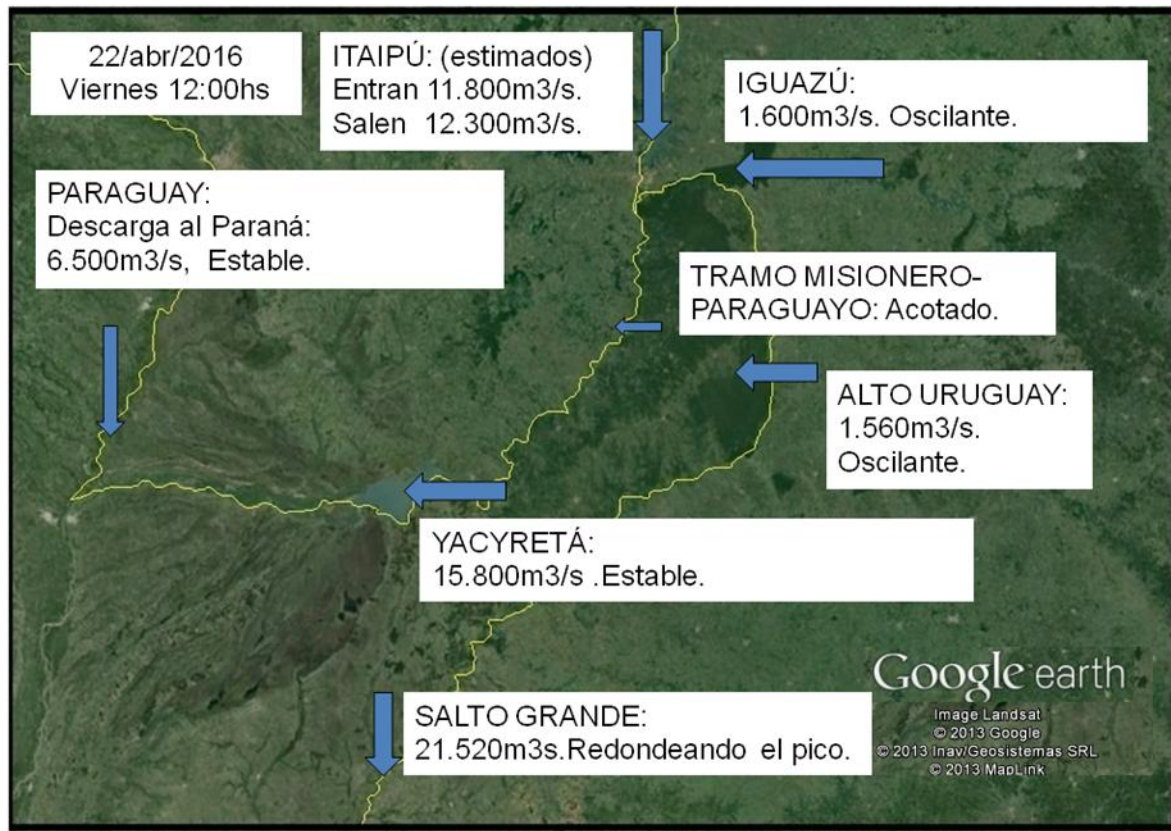 22/abr/2016
Viernes 12:00hs
ITAIPÚ: (estimados)
Entran 11.800m3/s.
Salen 12.300m3/s.
IGUAZÚ:
1.600m3/s. Oscilante.
PARAGUAY:
Descarga al Paraná:
6.500m3/s, Estable.
TRAMO MISIONERO-
PARAGUAYO: Acotado.
ALTO URUGUAY:
1.560m3/s.
Oscilante.
YACYRETÁ:
15.800m3/s .Estable.
SALTO GRANDE:
21.520m3s.Redondeando el pico.
Google earth
Image Landsat
© 2013 Google
© 2013 Inav/Geosistemas SRL
© 2013 MapLink